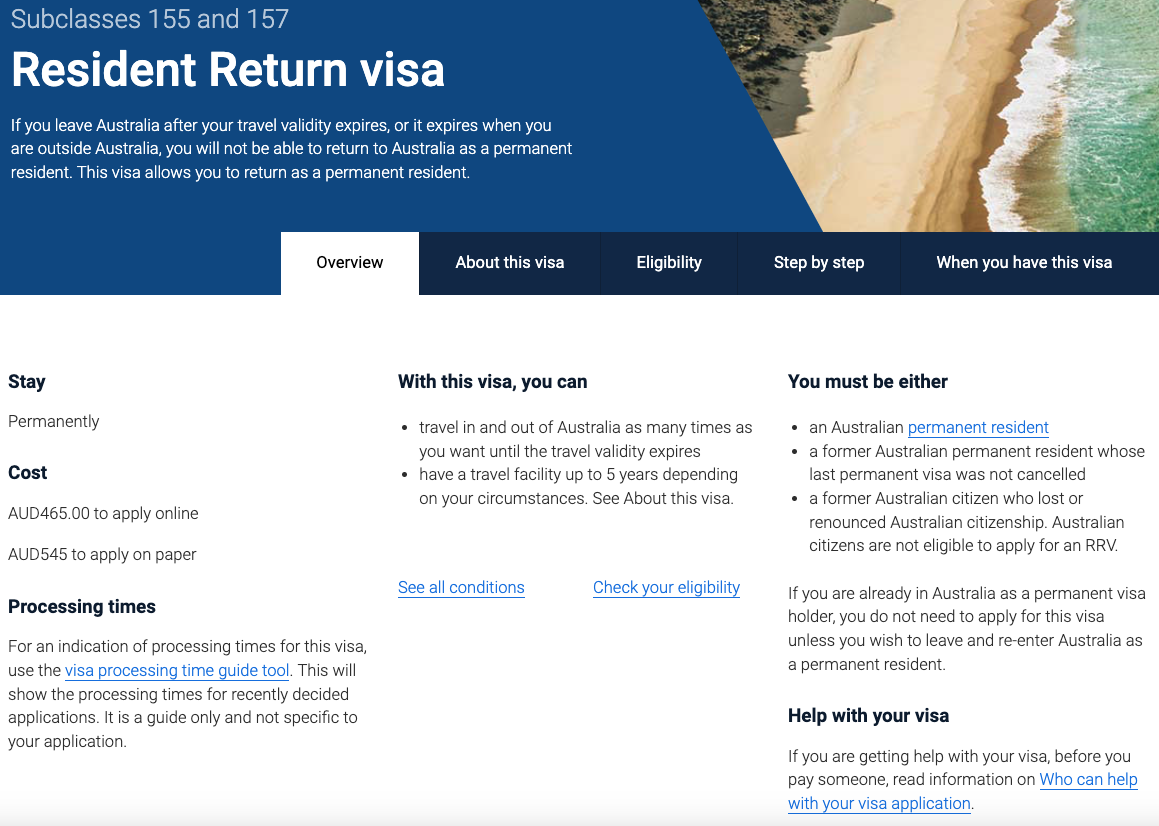 Subclasses 155 and 157
Resident Return visa
If you leave Australia after your travel validity expires, or it expires when you
are outside Australia, you will not be able to return to Australia as a permanent
resident. This visa allows you to return as a permanent resident.
Overview
About this visa
Eligibility
Step by step
When you have this visa
Stay
Permanently
Cost
AUD465.00 to apply online
AUD545 to apply on paper
Processing times
For an indication of processing times for this visa,
use the visa processing time guide tool. This will
show the processing times for recently decided
applications. It is a guide only and not specific to
your application.
With this visa, you can
• travel in and out of Australia as many times as
you want until the travel validity expires
• have a travel facility up to 5 years depending
on your circumstances. See About this visa.
See all conditions
Check your eligibility
You must be either
• an Australian permanent resident
• a former Australian permanent resident whose
last permanent visa was not cancelled
• a former Australian citizen who lost or
renounced Australian citizenship. Australian
citizens are not eligible to apply for an RRV.
If you are already in Australia as a permanent visa
holder, you do not need to apply for this visa
unless you wish to leave and re-enter Australia as
a permanent resident.
Help with your visa
If you are getting help with your visa, before you
pay someone, read information on Who can help
with your visa application.